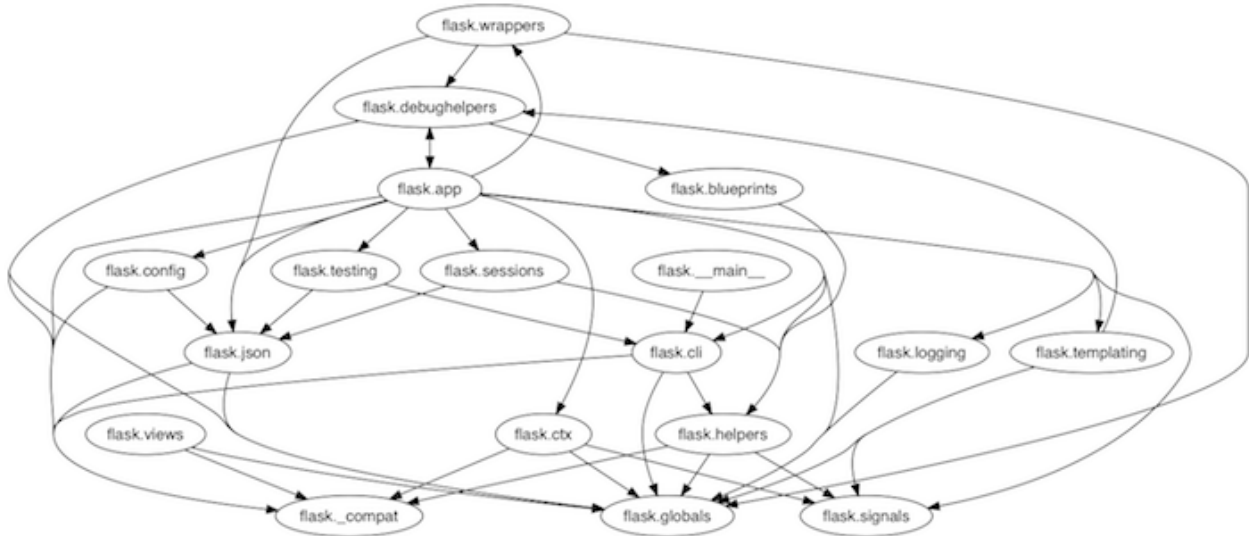 flask.wrappers
flask.debughelpers
flask.app
flask.blueprints
flask.config
flask.testing
flask.sessions
flask.__main__
flask.json
flask.cli
flask.logging
flask.templating
flask.views
flask.ctx
flask.helpers
flask._compat
flask.globals
flask.signals